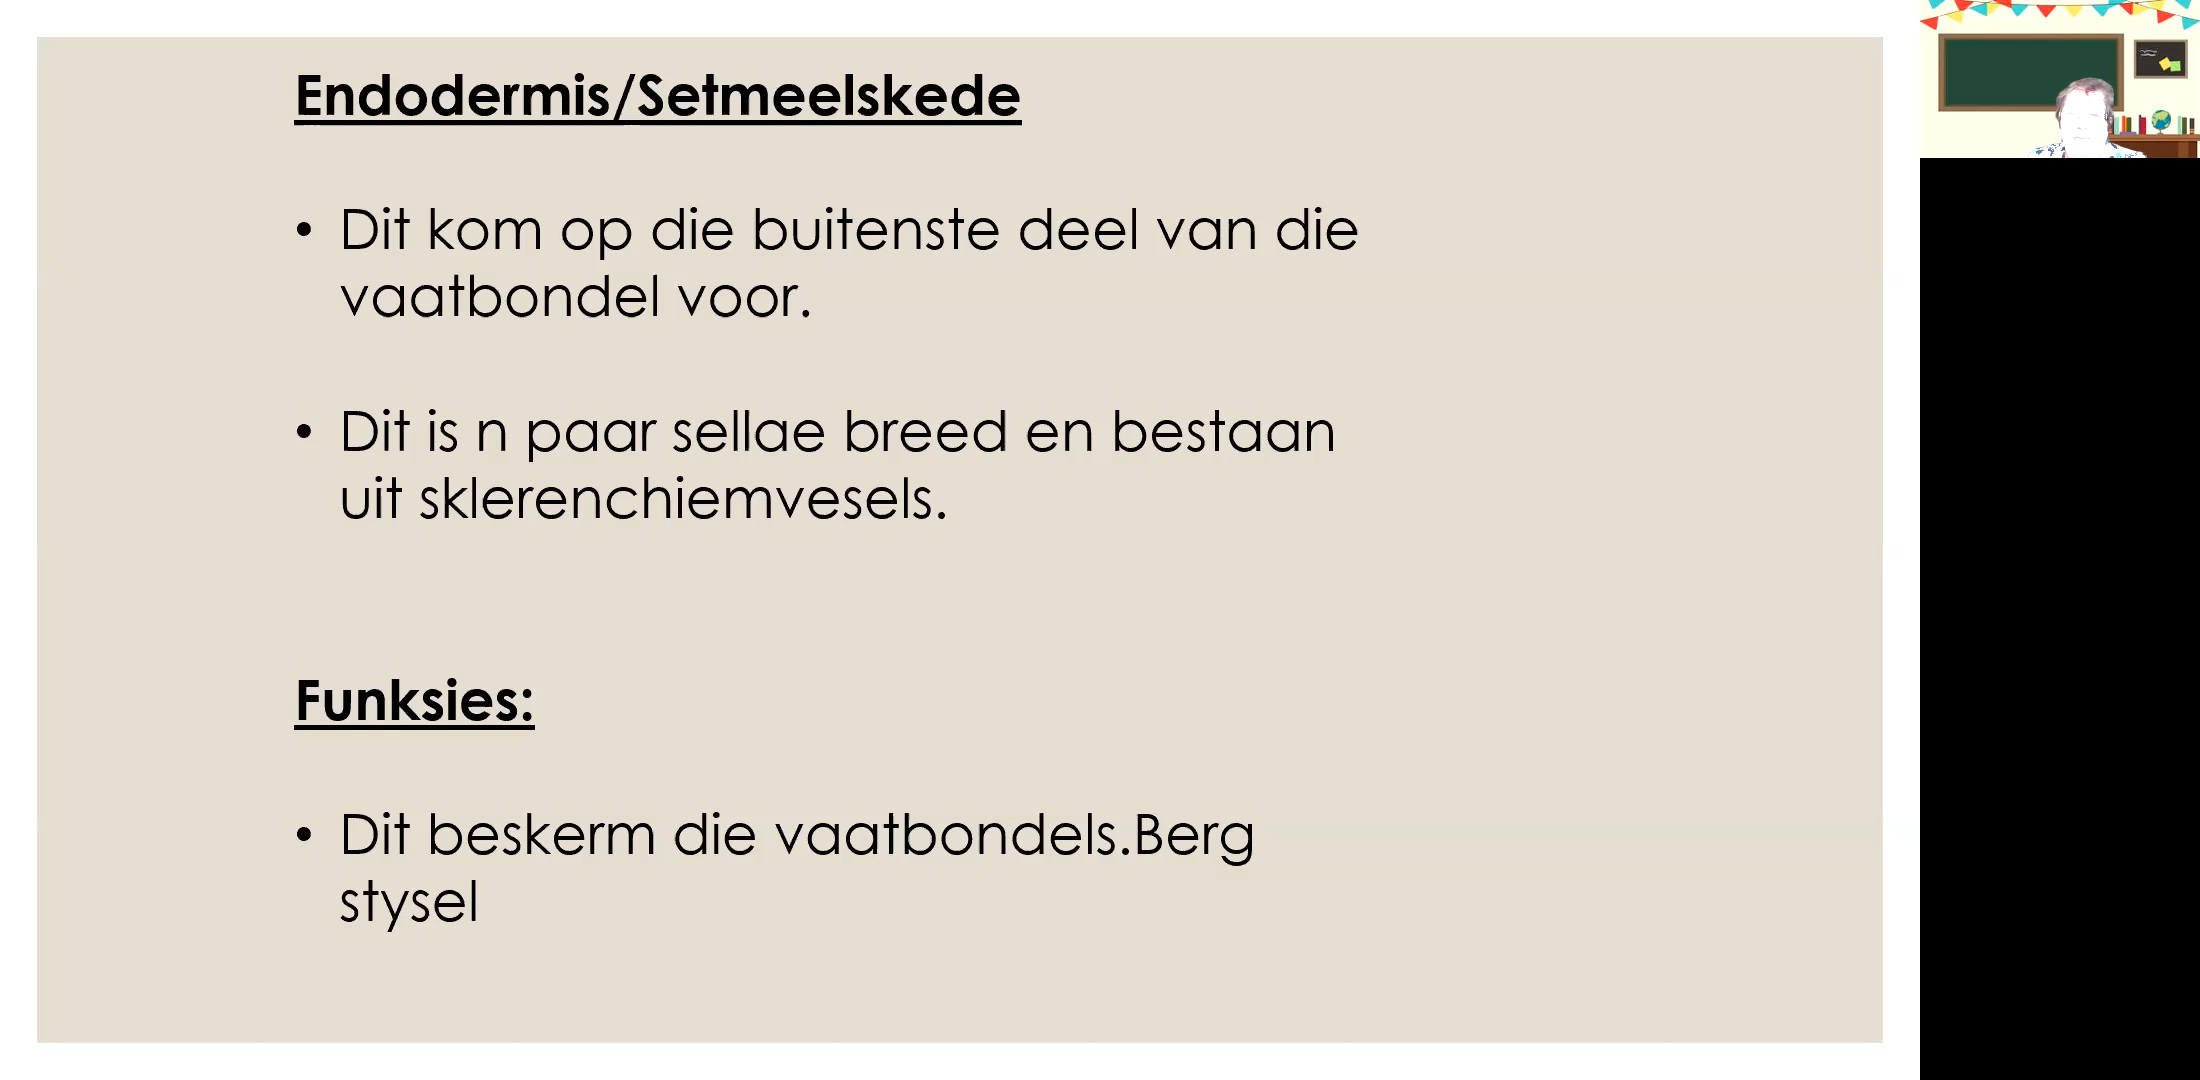 Endodermis/Setmeelskede
• Dit kom op die buitenste deel van die
vaatbondel voor.
• Dit is n paar sellae breed en bestaan
uit sklerenchiemvesels.
Funksies:
• Dit beskerm die vaatbondels.Berg
stysel